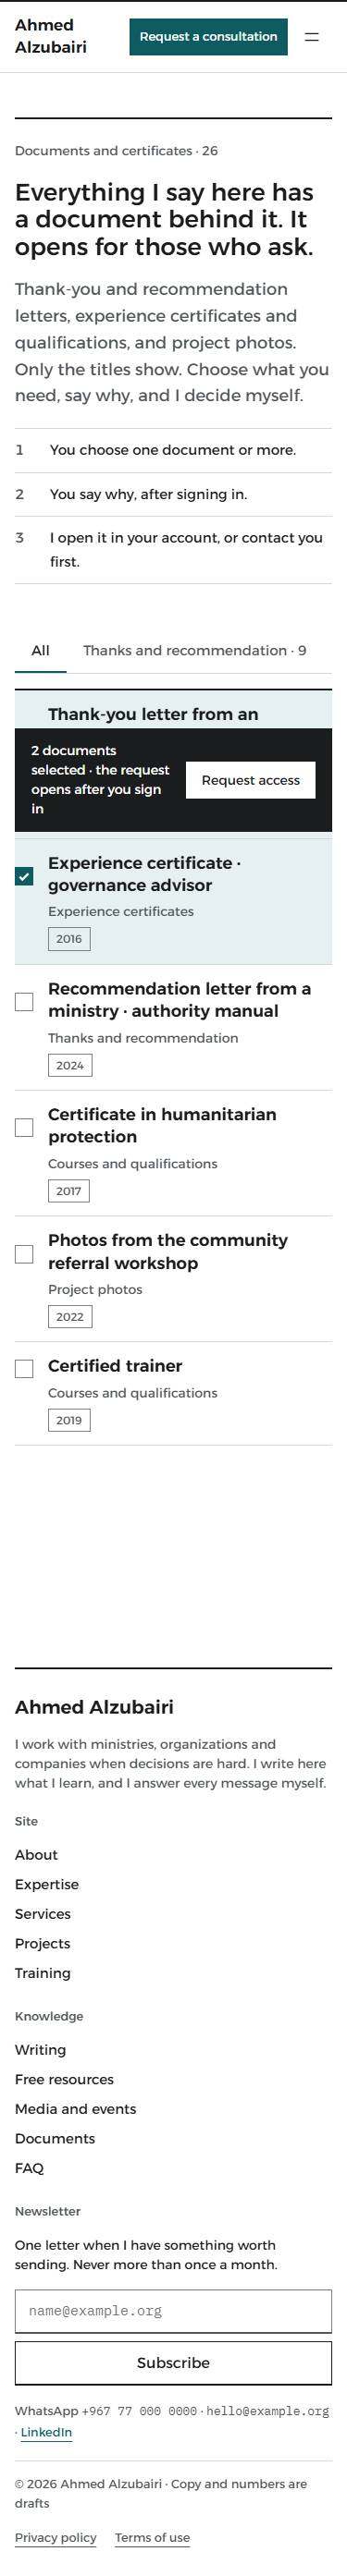 Ahmed
Alzubairi
Request a consultation
Documents and certificates · 26
Everything I say here has
a document behind it. It
opens for those who ask.
Thank-you and recommendation
letters, experience certificates and
qualifications, and project photos.
Only the titles show. Choose what you
need, say why, and I decide myself.
1 You choose one document or more.
2 You say why, after signing in.
3 I open it in your account, or contact you
first.
All Thanks and recommendation · 9
Thank-you letter from an
2 documents
selected · the request
opens after you sign
in
Request access
Experience certificate ·
governance advisor
Experience certificates
2016
Recommendation letter from a
ministry · authority manual
Thanks and recommendation
2024
Certificate in humanitarian
protection
Courses and qualifications
2017
Photos from the community
referral workshop
Project photos
2022
Certified trainer
Courses and qualifications
2019
Ahmed Alzubairi
I work with ministries, organizations and
companies when decisions are hard. I write here
what I learn, and I answer every message myself.
Site
About
Expertise
Services
Projects
Training
Knowledge
Writing
Free resources
Media and events
Documents
FAQ
Newsletter
One letter when I have something worth
sending. Never more than once a month.
name@example.org
Subscribe
WhatsApp +967 77 000 0000 · hello@example.org
· LinkedIn
© 2026 Ahmed Alzubairi · Copy and numbers are
drafts
Privacy policy Terms of use